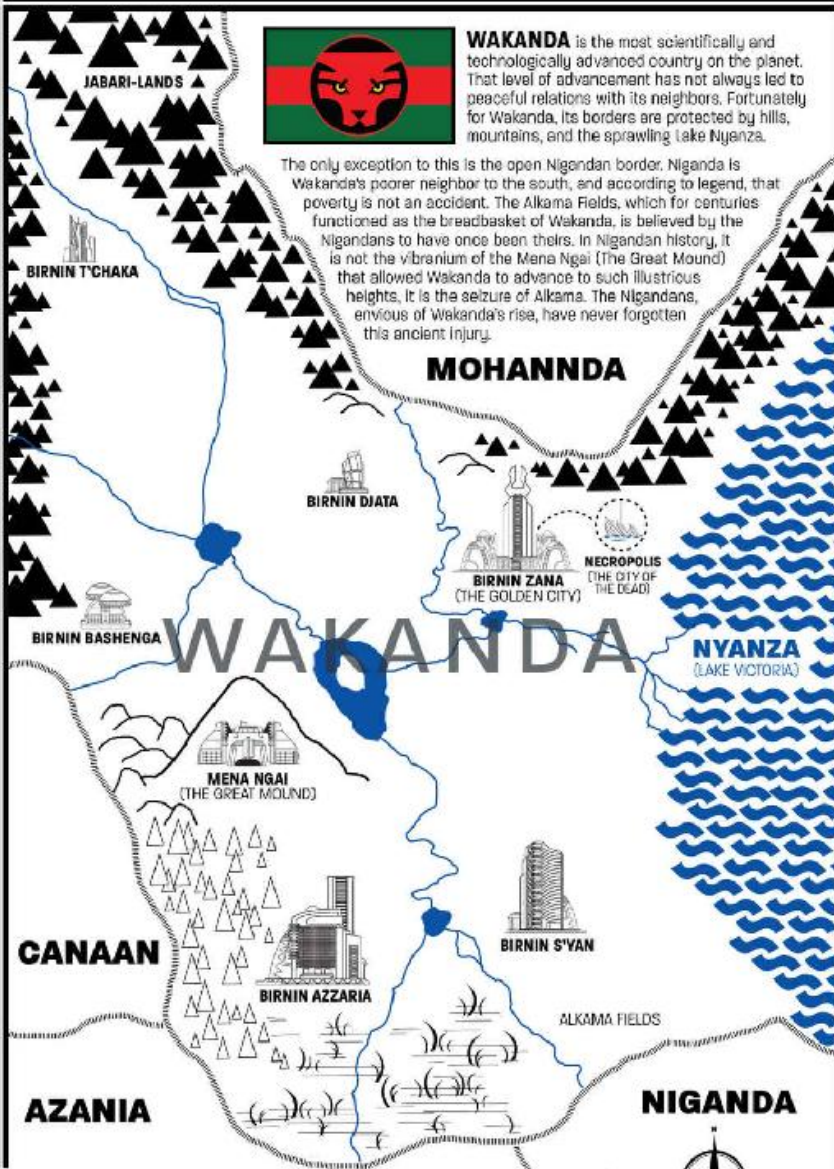 WAKANDA is the most scientifically and
technologically advanced country on the planet.
That level of advancement has not always led to
peaceful relations with its neighbors. Fortunately
for Wakanda, its borders are protected by hills,
mountains, and the sprawling Lake Nyanza.
The only exception to this is the open Nigandan border. Niganda is
Wakanda's poorer neighbor to the south, and according to legend, that
poverty is not an accident. The Alkama Fields, which for centuries
functioned as the breadbasket of Wakanda, is believed by the
Nigandans to have once been theirs. In Nigandan history, it
is not the vibranium of the Mena Ngai (The Great Mound)
that allowed Wakanda to advance to such illustrious
heights, it is the seizure of Alkama. The Nigandans,
envious of Wakanda's rise, have never forgotten
this ancient injury.
JABARI-LANDS
BIRNIN T'CHAKA
MOHANNDA
BIRNIN DJATA
BIRNIN ZANA
(THE GOLDEN CITY)
NECROPOLIS
(THE CITY OF
THE DEAD)
BIRNIN BASHENGA
WAKANDA
NYANZA
(LAKE VICTORIA)
MENA NGAI
(THE GREAT MOUND)
CANAAN
BIRNIN S'YAN
BIRNIN AZZARIA
ALKAMA FIELDS
AZANIA
NIGANDA
N